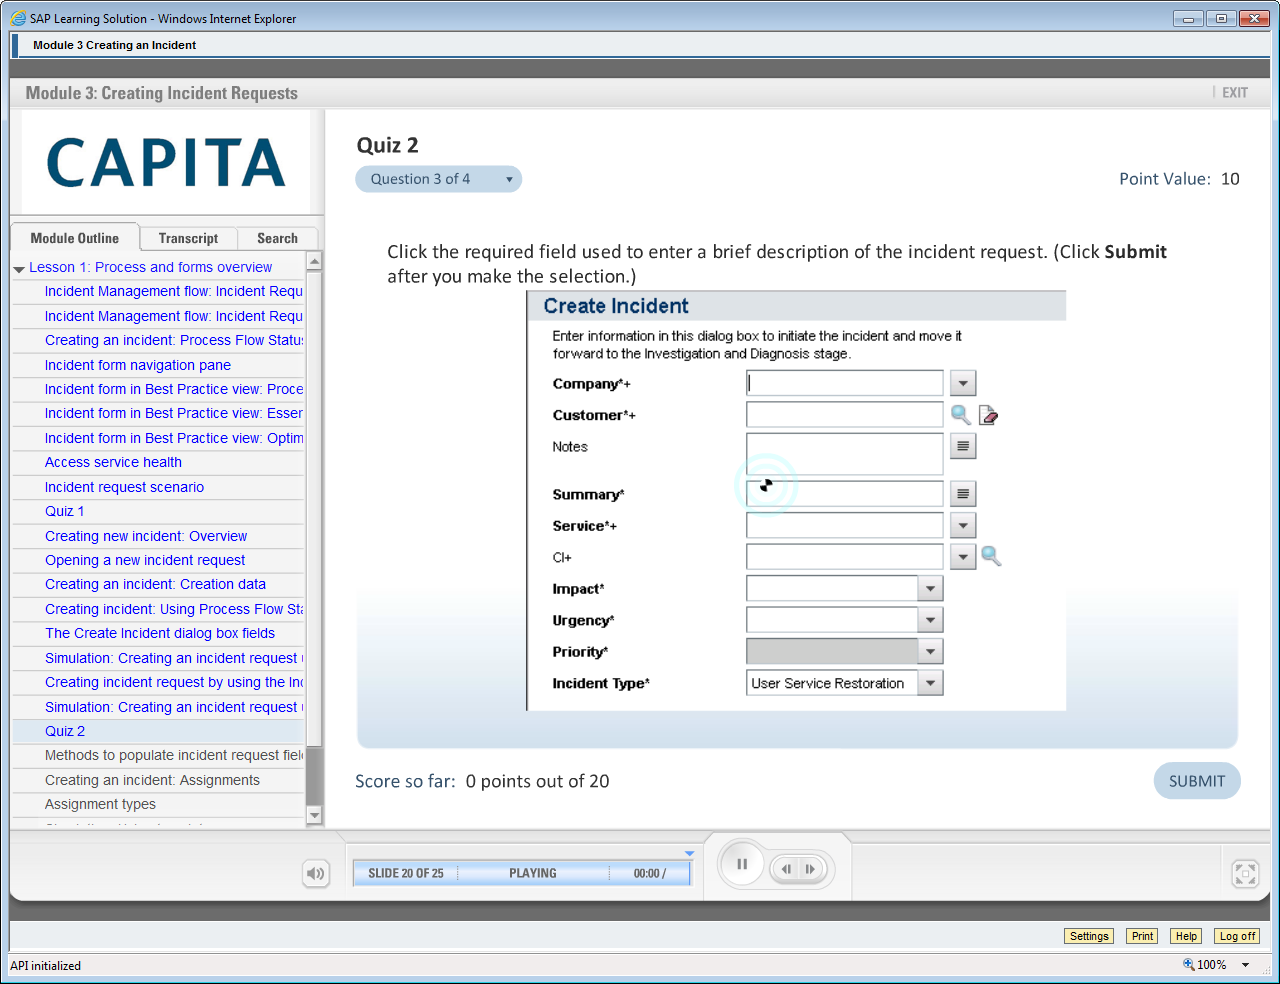 SAP Learning Solution - Windows Internet Explorer
Module 3 Creating an Incident
Module 3: Creating Incident Requests
EXIT
CAPITA
Module Outline
Transcript
Search
Lesson 1: Process and forms overview
Incident Management flow: Incident Requ
Incident Management flow: Incident Requ
Creating an incident: Process Flow Statu
Incident form navigation pane
Incident form in Best Practice view: Proce
Incident form in Best Practice view: Esser
Incident form in Best Practice view: Optim
Access service health
Incident request scenario
Quiz 1
Creating new incident: Overview
Opening a new incident request
Creating an incident: Creation data
Creating incident: Using Process Flow Sta
The Create Incident dialog box fields
Simulation: Creating an incident request
Creating incident request by using the Inc
Simulation: Creating an incident request
Quiz 2
Methods to populate incident request fiel
Creating an incident: Assignments
Assignment types
Quiz 2
Question 3 of 4
Point Value: 10
Click the required field used to enter a brief description of the incident request. (Click Submit
after you make the selection.)
Create Incident
Enter information in this dialog box to initiate the incident and move it
forward to the Investigation and Diagnosis stage.
Company*+
Customer*+
Notes
Summary*
Service*+
CI+
Impact*
Urgency*
Priority*
Incident Type* User Service Restoration
Score so far: 0 points out of 20
SUBMIT
SLIDE 20 OF 25
PLAYING
00:00 /
Settings
Print
Help
Log off
API initialized
100%